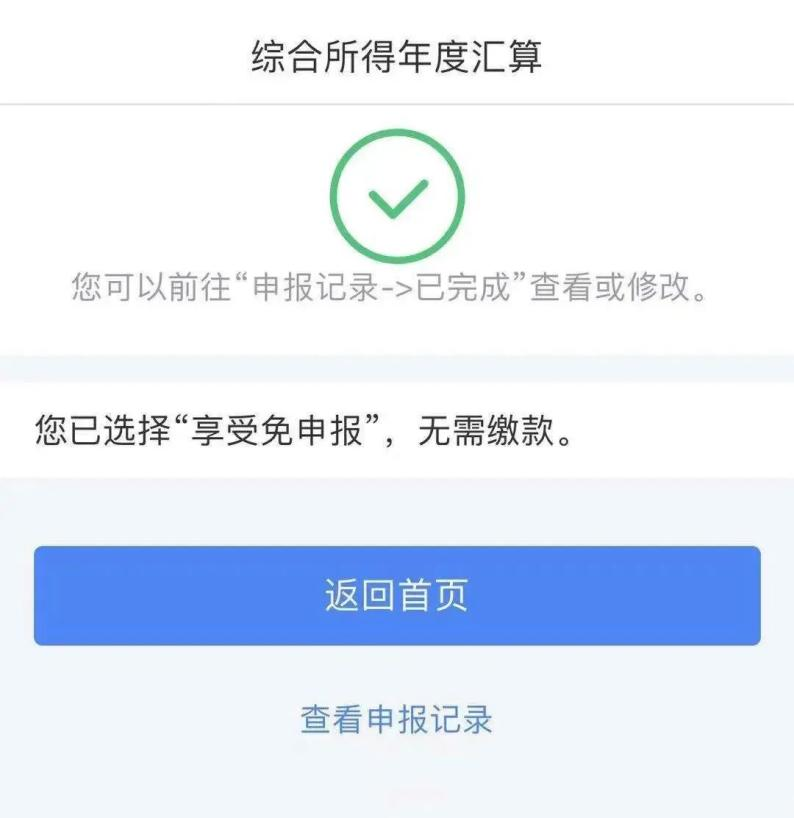 综合所得年度汇算
您可以前往“申报记录->已完成”查看或修改。
您已选择“享受免申报”，无需缴款。
返回首页
查看申报记录